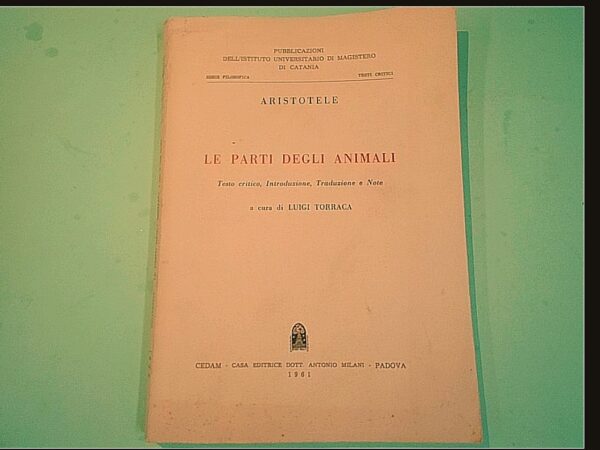 PUBBLICAZIONI
DELL'ISTITUTO UNIVERSITARIO DI MAGISTERO
DI CATANIA
SERIE FILOSOFICA TESTI CRITICI
ARISTOTELE
LE PARTI DEGLI ANIMALI
Testo critico, Introduzione, Traduzione e Note
a cura di LUIGI TORRACA
CEDAM - CASA EDITRICE DOTT. ANTONIO MILANI - PADOVA
1961